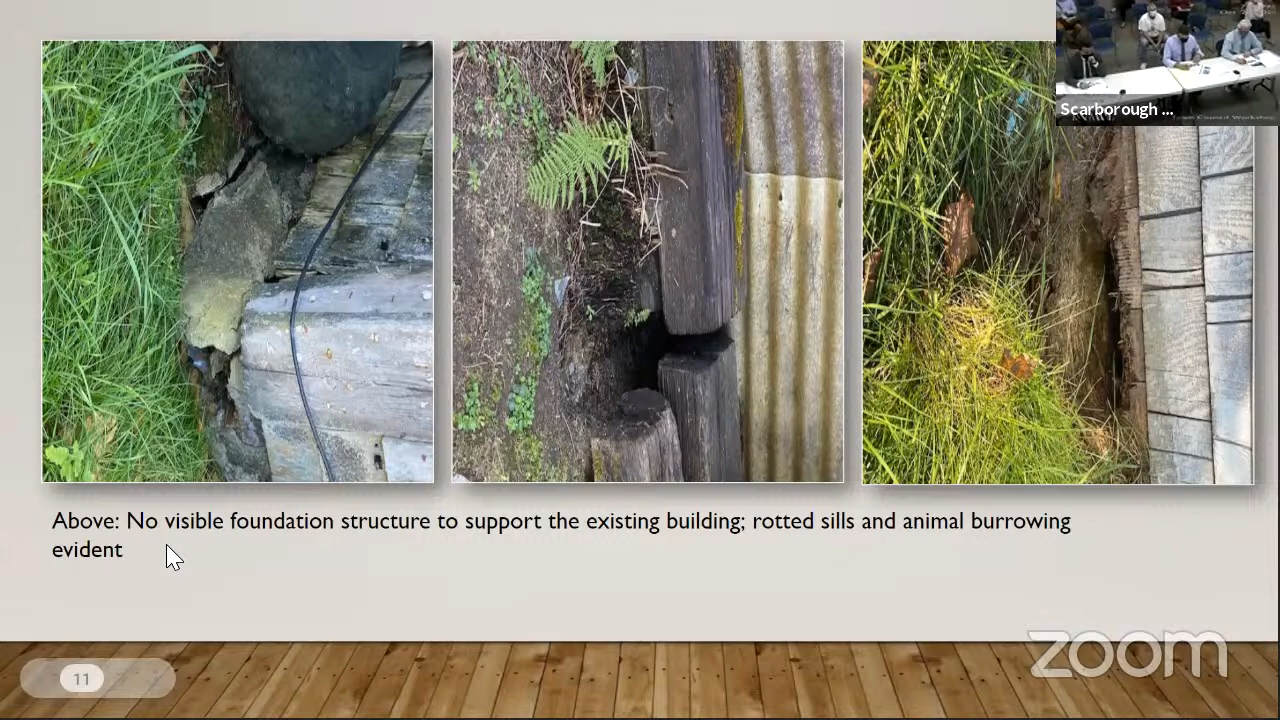 Scarborough ...
Above: No visible foundation structure to support the existing building; rotted sills and animal burrowing
evident
zoom
11